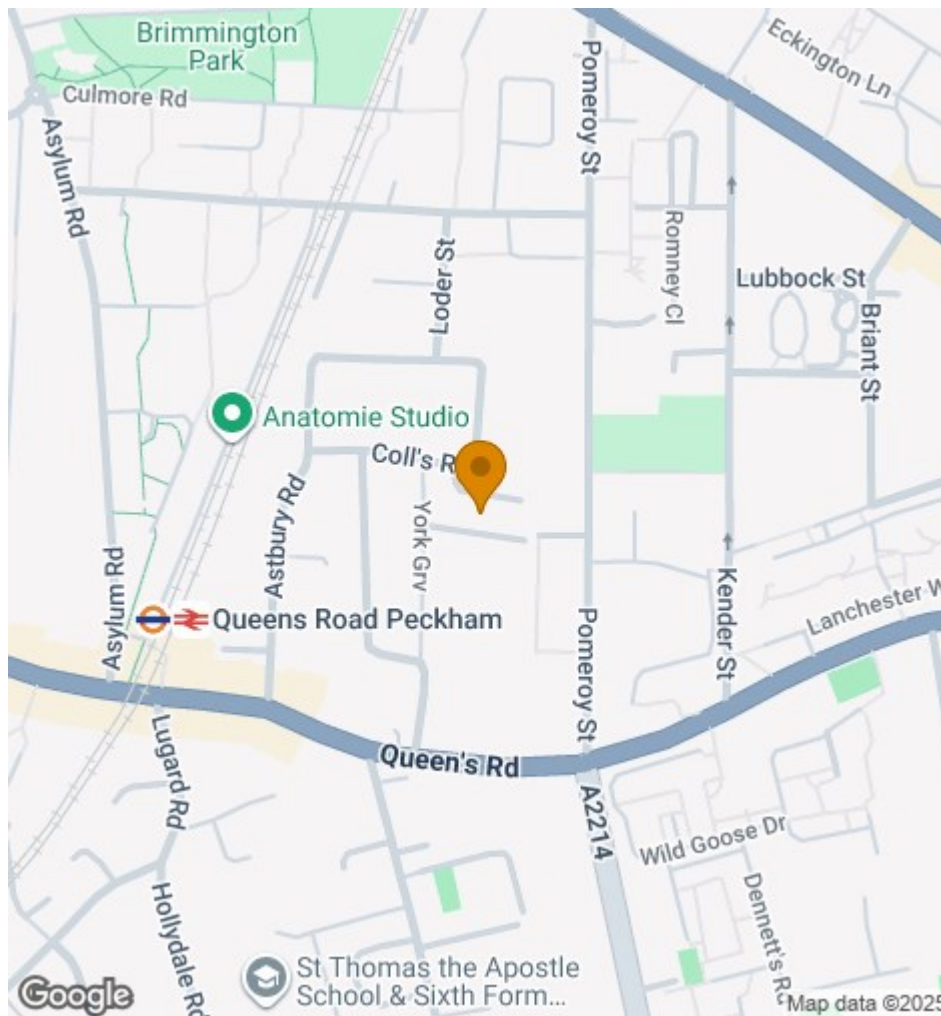 Brimmington
Park
Culmore Rd
Asylum Rd
Pomeroy St
Eckington Ln
Romney Cl
Loder St
Lubbock St
Briant St
Anatomie Studio
Coll's R
Astbury Rd
York Grv
Asylum Rd
Kender St
Lanchester W
Queens Road Peckham
Pomeroy St
Lugard Rd
Queen's Rd
A2214
Wild Goose Dr
Dennett's Rd
Hollydale Rd
St Thomas the Apostle
School & Sixth Form...
Google
Map data ©2025